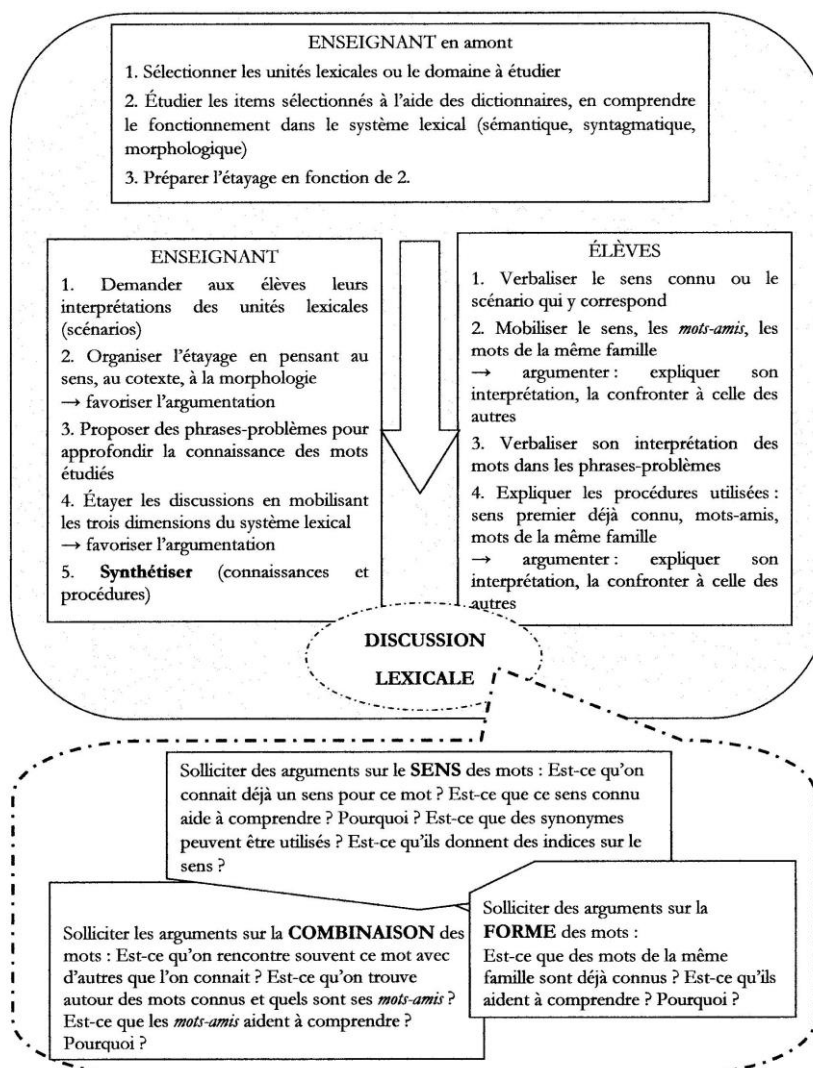 ENSEIGNANT en amont
1. Sélectionner les unités lexicales ou le domaine à étudier
2. Étudier les items sélectionnés à l'aide des dictionnaires, en comprendre
le fonctionnement dans le système lexical (sémantique, syntagmatique,
morphologique)
3. Préparer l'étayage en fonction de 2.
ENSEIGNANT
1. Demander aux élèves leurs
interprétations des unités lexicales
(scénarios)
2. Organiser l'étayage en pensant au
sens, au cotexte, à la morphologie
→ favoriser l'argumentation
3. Proposer des phrases-problèmes pour
approfondir la connaissance des mots
étudiés
4. Étayer les discussions en mobilisant
les trois dimensions du système lexical
→ favoriser l'argumentation
5. Synthétiser (connaissances et
procédures)
ÉLÈVES
1. Verbaliser le sens connu ou le
scénario qui y correspond
2. Mobiliser le sens, les mots-amis, les
mots de la même famille
→ argumenter : expliquer son
interprétation, la confronter à celle des
autres
3. Verbaliser son interprétation des
mots dans les phrases-problèmes
4. Expliquer les procédures utilisées :
sens premier déjà connu, mots-amis,
mots de la même famille
→ argumenter : expliquer son
interprétation, la confronter à celle des
autres
DISCUSSION
LEXICALE
Solliciter des arguments sur le SENS des mots : Est-ce qu'on
connait déjà un sens pour ce mot ? Est-ce que ce sens connu
aide à comprendre ? Pourquoi ? Est-ce que des synonymes
peuvent être utilisés ? Est-ce qu'ils donnent des indices sur le
sens ?
Solliciter les arguments sur la COMBINAISON des
mots : Est-ce qu'on rencontre souvent ce mot avec
d'autres que l'on connait ? Est-ce qu'on trouve
autour des mots connus et quels sont ses mots-amis ?
Est-ce que les mots-amis aident à comprendre ?
Pourquoi ?
Solliciter des arguments sur la
FORME des mots :
Est-ce que des mots de la même
famille sont déjà connus ? Est-ce qu'ils
aident à comprendre ? Pourquoi ?